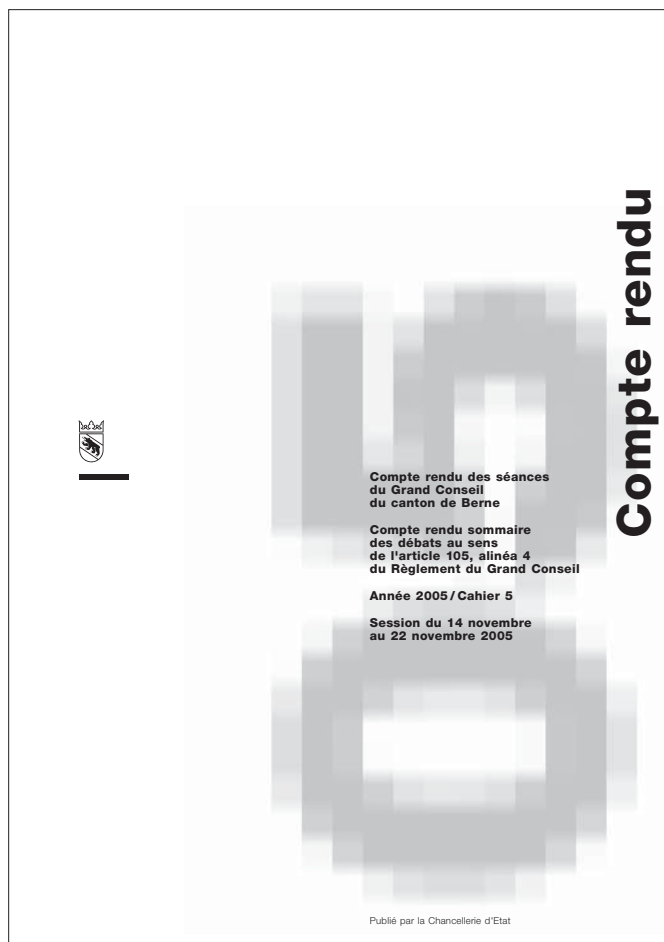 Compte rendu
Compte rendu des séances
du Grand Conseil
du canton de Berne
Compte rendu sommaire
des débats au sens
de l'article 105, alinéa 4
du Règlement du Grand Conseil
Année 2005/Cahier 5
Session du 14 novembre
au 22 novembre 2005
Publié par la Chancellerie d'Etat